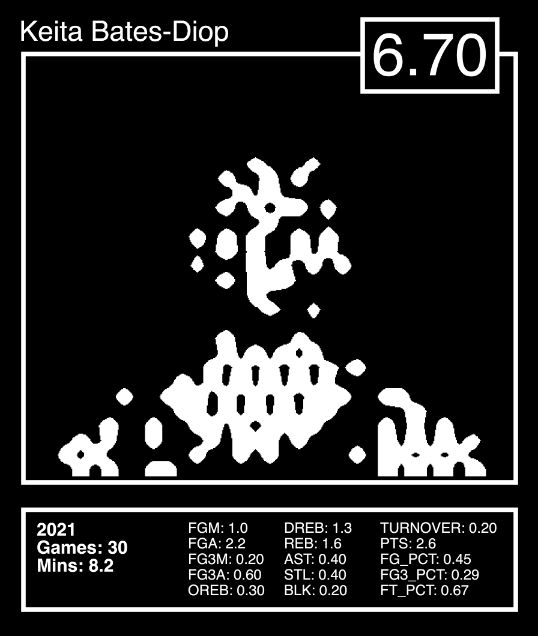 Keita Bates-Diop
6.70
2021
Games: 30
Mins: 8.2
FGM: 1.0
FGA: 2.2
FG3M: 0.20
FG3A: 0.60
OREB: 0.30
DREB: 1.3
REB: 1.6
AST: 0.40
STL: 0.40
BLK: 0.20
TURNOVER: 0.20
PTS: 2.6
FG_PCT: 0.45
FG3_PCT: 0.29
FT_PCT: 0.67